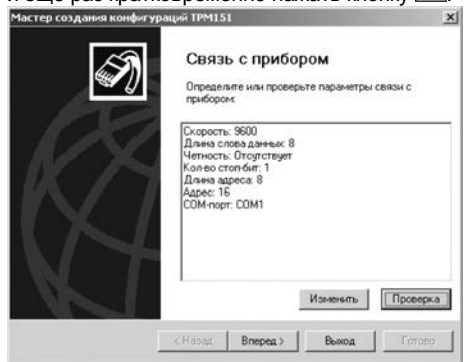 и еще раз кратковременно нажать кнопку
Мастер создания конфигураций ТРМ151
Связь с прибором
Определите или проверьте параметры связи с
прибором:
Скорость: 9600
Длина слова данных: 8
Четность: Отсутствует
Кол-во стоп-бит: 1
Длина адреса: 8
Адрес: 16
COM-порт: COM1
Изменить Проверка
< Назад Вперед > Выход Готово